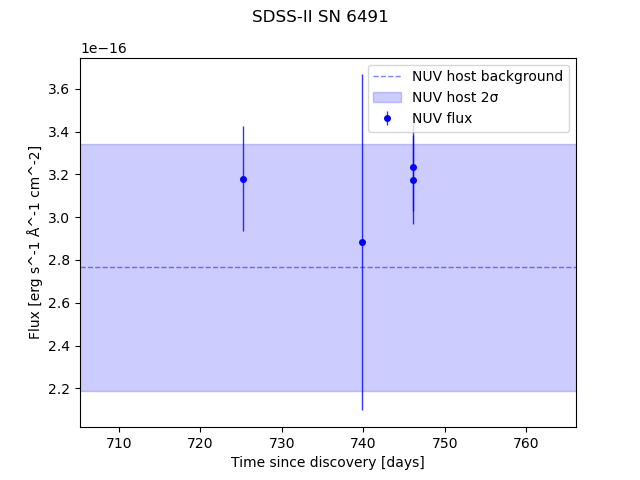 SDSS-II SN 6491
1e−16
NUV host background
NUV host 2σ
NUV flux
3.6
3.4
3.2
3.0
2.8
2.6
2.4
2.2
Flux [erg s^-1 Å^-1 cm^-2]
710 720 730 740 750 760
Time since discovery [days]